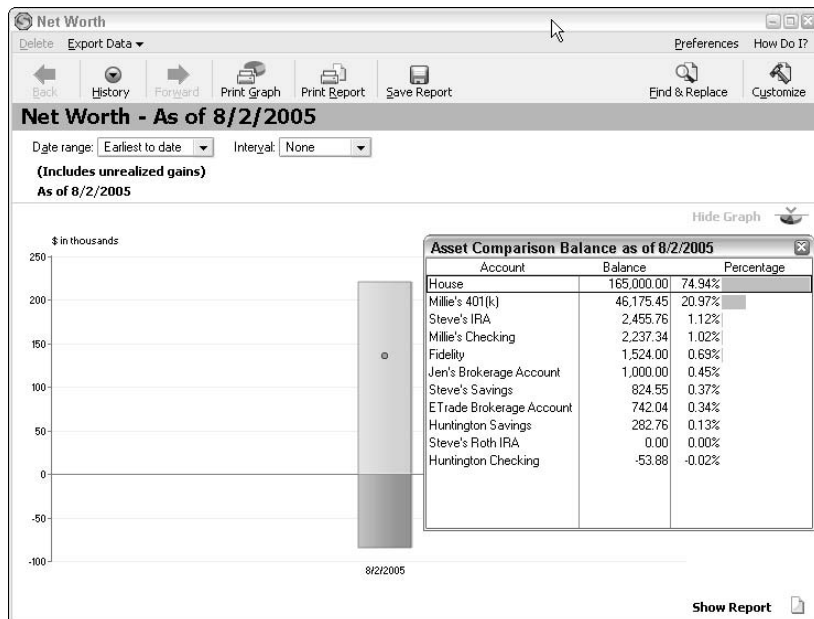 Net Worth
Delete Export Data Preferences How Do I?
Back History Forward Print Graph Print Report Save Report Find & Replace Customize
Net Worth - As of 8/2/2005
Date range: Earliest to date Interval: None
(Includes unrealized gains)
As of 8/2/2005
Hide Graph
$ in thousands
250
200
150
100
50
0
-50
-100
8/2/2005
Asset Comparison Balance as of 8/2/2005
Account Balance Percentage
House 165,000.00 74.94%
Millie's 401(k) 46,175.45 20.97%
Steve's IRA 2,455.76 1.12%
Millie's Checking 2,237.34 1.02%
Fidelity 1,524.00 0.69%
Jen's Brokerage Account 1,000.00 0.45%
Steve's Savings 824.55 0.37%
ETrade Brokerage Account 742.04 0.34%
Huntington Savings 282.76 0.13%
Steve's Roth IRA 0.00 0.00%
Huntington Checking -53.88 -0.02%
Show Report